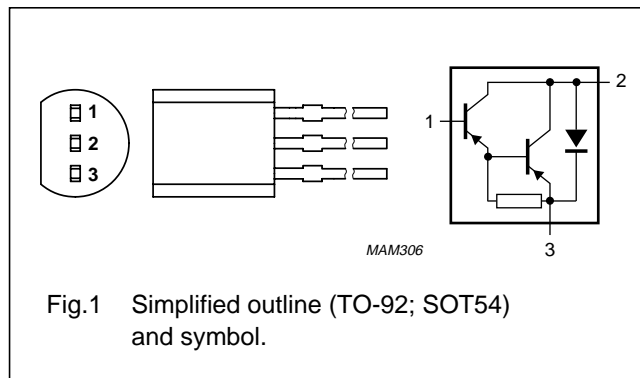 1
2
3
1
2
3
MAM306
Fig.1 Simplified outline (TO-92; SOT54)
and symbol.